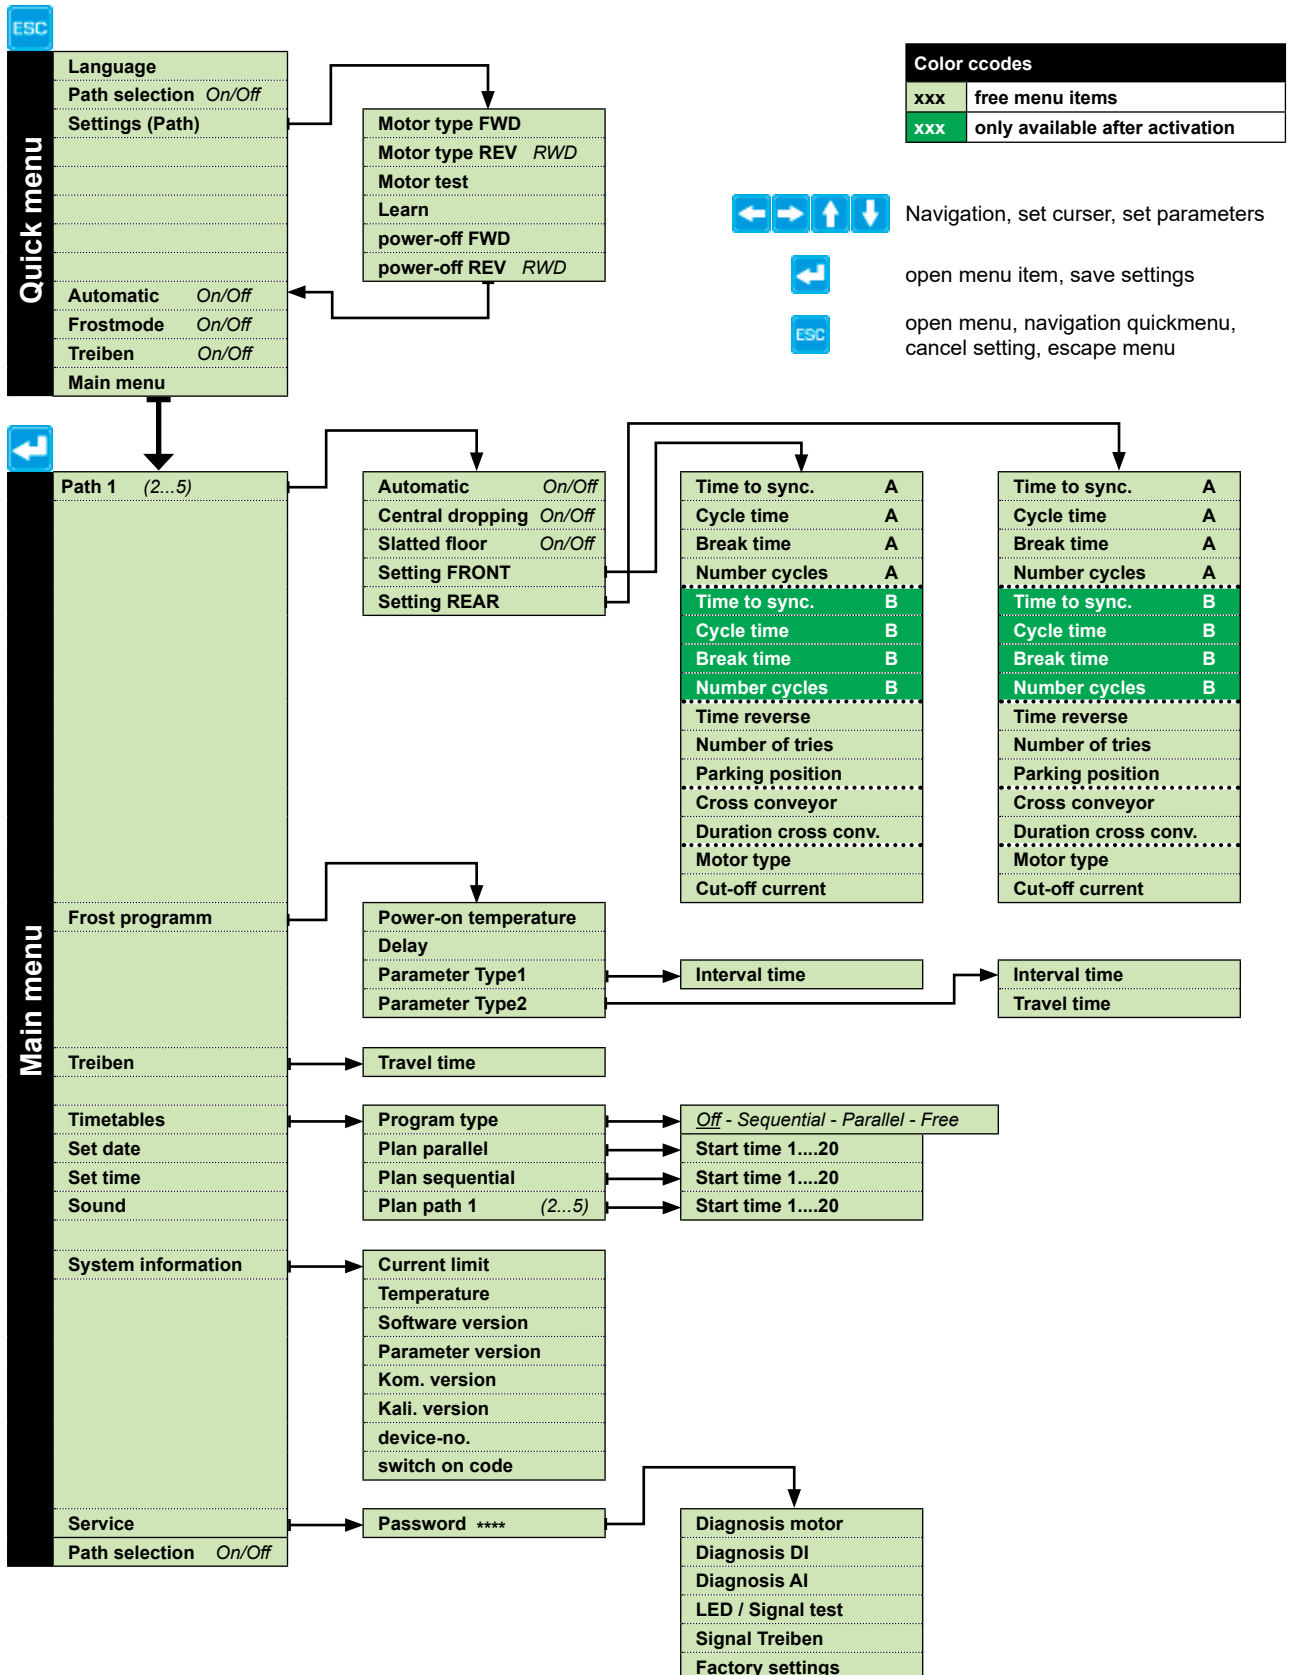 ESC
Quick menu
Language
Path selection On/Off
Settings (Path)
Automatic On/Off
Frostmode On/Off
Treiben On/Off
Main menu
Motor type FWD
Motor type REV RWD
Motor test
Learn
power-off FWD
power-off REV RWD
Color ccodes
xxx free menu items
xxx only available after activation
Navigation, set curser, set parameters
open menu item, save settings
ESC
open menu, navigation quickmenu,
cancel setting, escape menu
Main menu
Path 1 (2...5)
Frost programm
Treiben
Timetables
Set date
Set time
Sound
System information
Service
Path selection On/Off
Automatic On/Off
Central dropping On/Off
Slatted floor On/Off
Setting FRONT
Setting REAR
Time to sync. A
Cycle time A
Break time A
Number cycles A
Time to sync. B
Cycle time B
Break time B
Number cycles B
Time reverse
Number of tries
Parking position
Cross conveyor
Duration cross conv.
Motor type
Cut-off current
Time to sync. A
Cycle time A
Break time A
Number cycles A
Time to sync. B
Cycle time B
Break time B
Number cycles B
Time reverse
Number of tries
Parking position
Cross conveyor
Duration cross conv.
Motor type
Cut-off current
Power-on temperature
Delay
Parameter Type1
Parameter Type2
Interval time
Interval time
Travel time
Travel time
Program type
Plan parallel
Plan sequential
Plan path 1 (2...5)
Off - Sequential - Parallel - Free
Start time 1....20
Start time 1....20
Start time 1....20
Current limit
Temperature
Software version
Parameter version
Kom. version
Kali. version
device-no.
switch on code
Password ****
Diagnosis motor
Diagnosis DI
Diagnosis AI
LED / Signal test
Signal Treiben
Factory settings